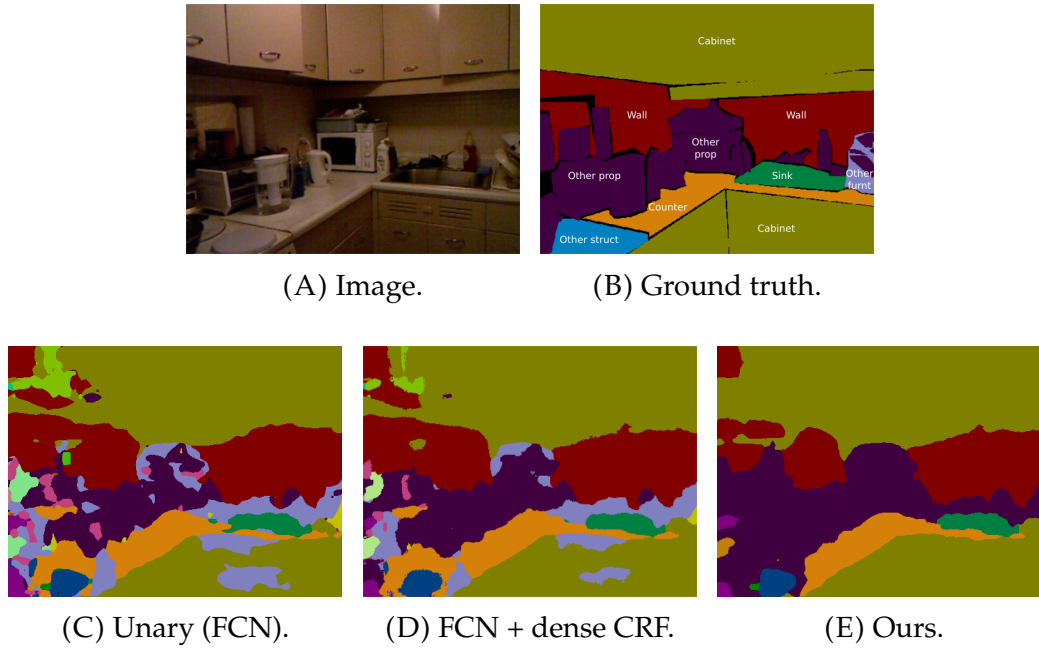 Cabinet
Wall
Wall
Other
prop
Other prop
Sink
Other
furnt
Counter
Cabinet
Other struct
(A) Image.
(B) Ground truth.
(C) Unary (FCN).
(D) FCN + dense CRF.
(E) Ours.